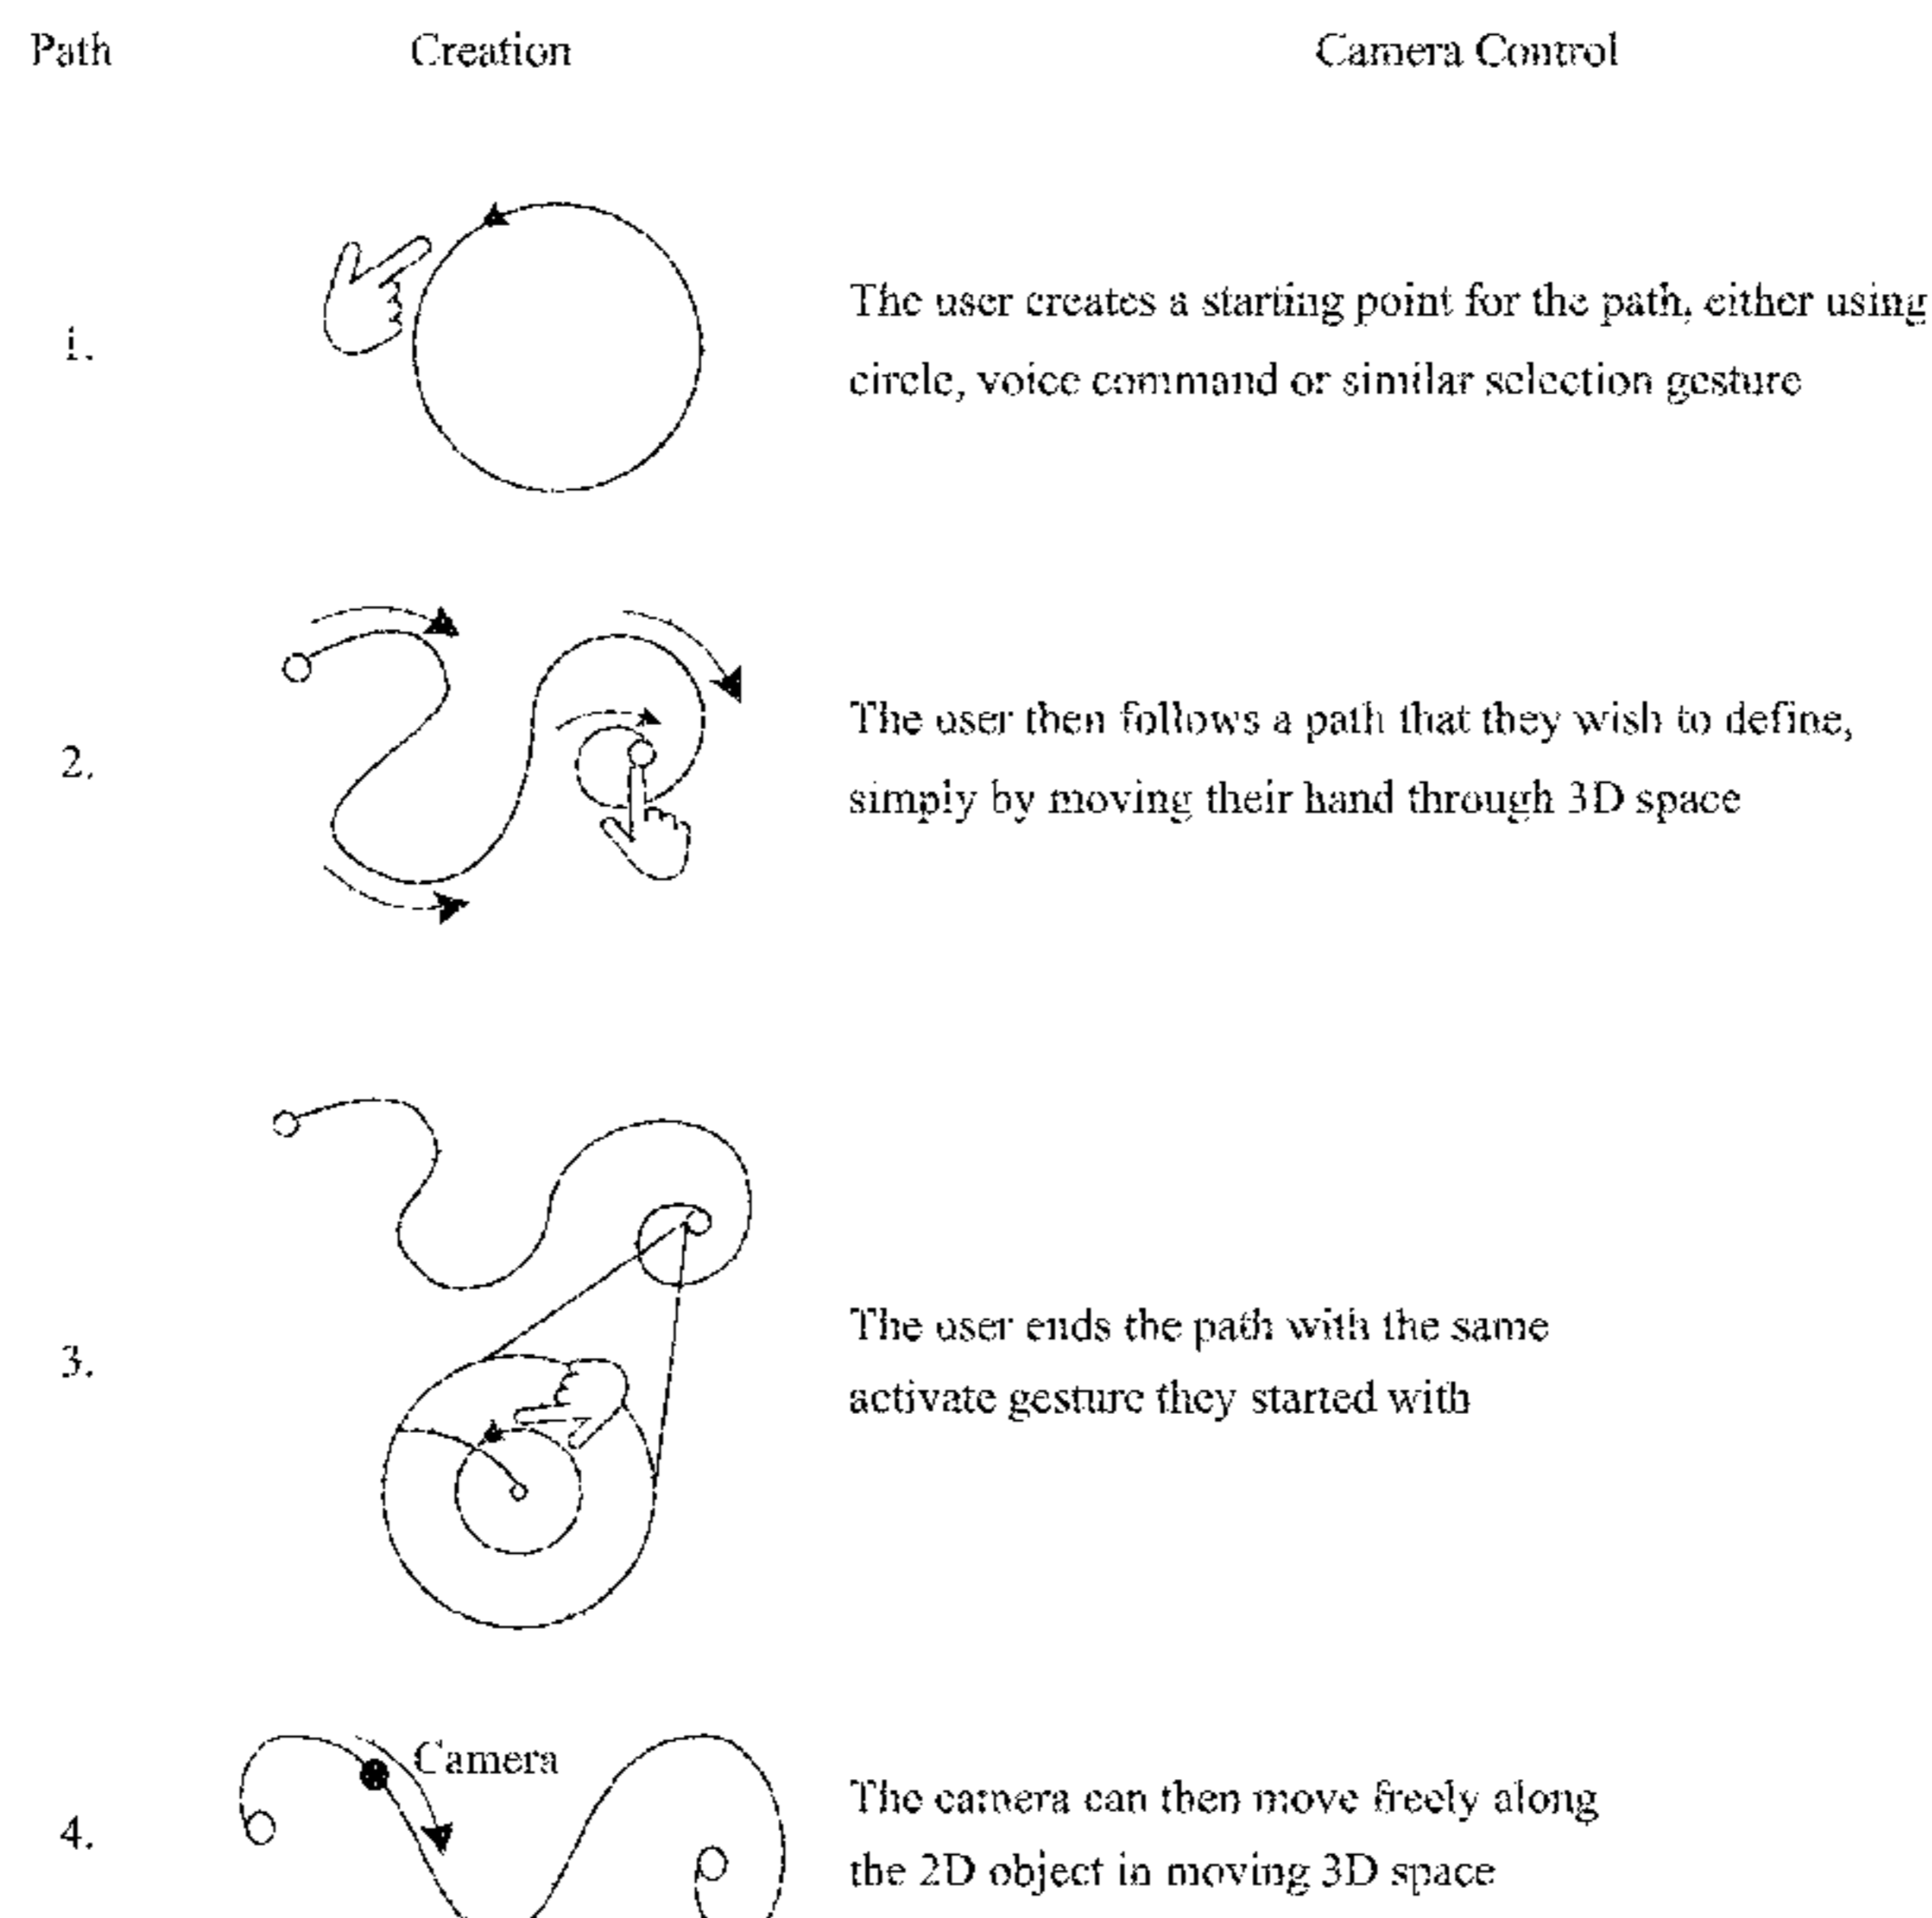 Path Creation Camera Control
1.
The user creates a starting point for the path, either using
circle, voice command or similar selection gesture
2.
The user then follows a path that they wish to define,
simply by moving their hand through 3D space
3.
The user ends the path with the same
activate gesture they started with
4.
Camera
The camera can then move freely along
the 2D object in moving 3D space